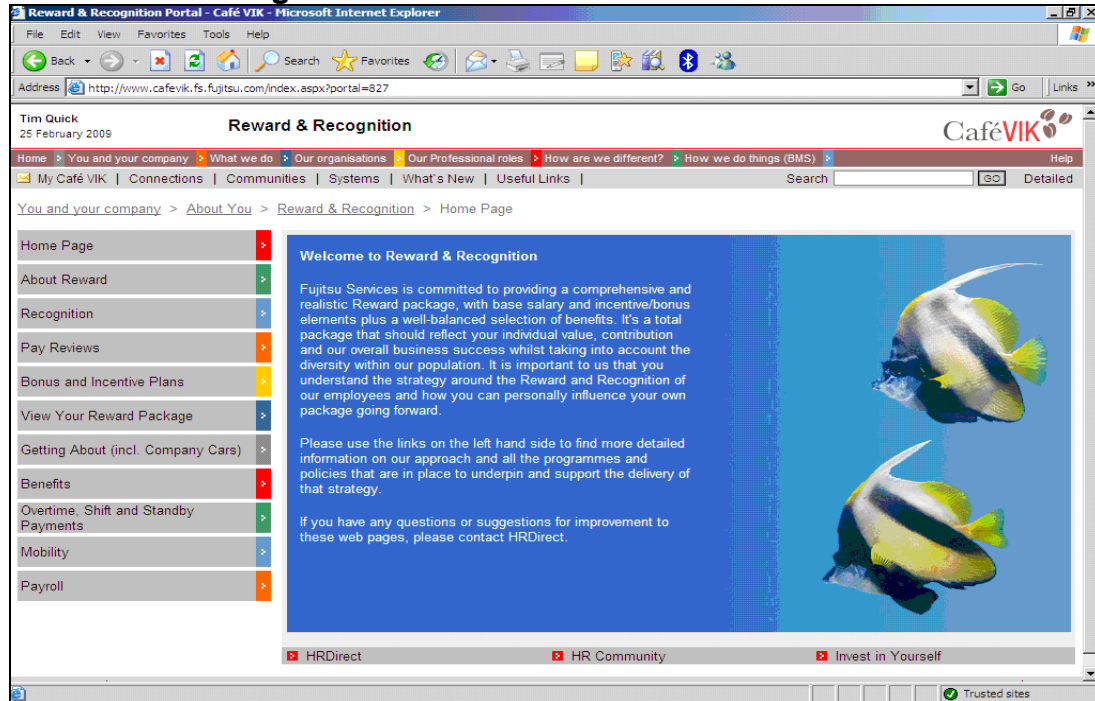 Reward & Recognition Portal - Café VIK - Microsoft Internet Explorer
File Edit View Favorites Tools Help
Back Search Favorites
Address http://www.cafevik.fs.fujitsu.com/index.aspx?portal=827 Go Links
Tim Quick
25 February 2009
Reward & Recognition
CaféVIK
Home You and your company What we do Our organisations Our Professional roles How are we different? How we do things (BMS) Help
My Café VIK | Connections | Communities | Systems | What's New | Useful Links | Search GO Detailed
You and your company > About You > Reward & Recognition > Home Page
Home Page
About Reward
Recognition
Pay Reviews
Bonus and Incentive Plans
View Your Reward Package
Getting About (incl. Company Cars)
Benefits
Overtime, Shift and Standby
Payments
Mobility
Payroll
Welcome to Reward & Recognition
Fujitsu Services is committed to providing a comprehensive and
realistic Reward package, with base salary and incentive/bonus
elements plus a well-balanced selection of benefits. It's a total
package that should reflect your individual value, contribution
and our overall business success whilst taking into account the
diversity within our population. It is important to us that you
understand the strategy around the Reward and Recognition of
our employees and how you can personally influence your own
package going forward.
Please use the links on the left hand side to find more detailed
information on our approach and all the programmes and
policies that are in place to underpin and support the delivery of
that strategy.
If you have any questions or suggestions for improvement to
these web pages, please contact HRDirect.
HRDirect HR Community Invest in Yourself
Trusted sites